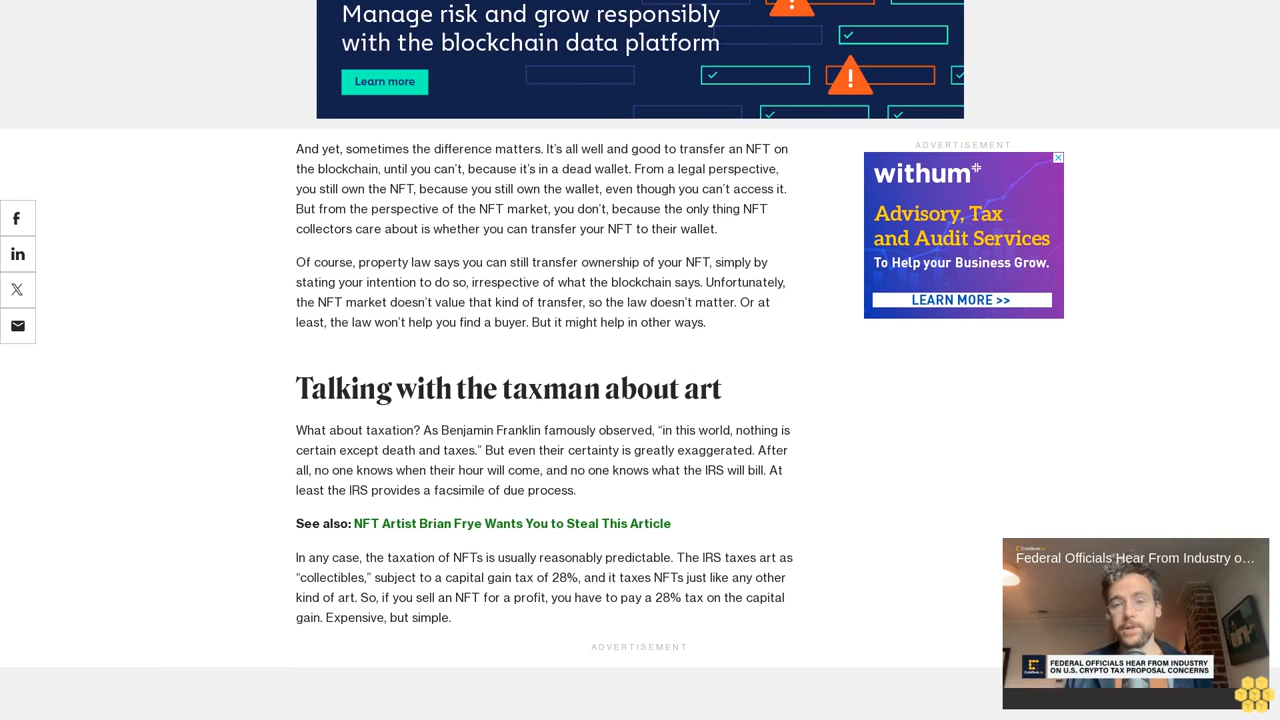 Manage risk and grow responsibly
with the blockchain data platform
Learn more
And yet, sometimes the difference matters. It’s all well and good to transfer an NFT on
the blockchain, until you can’t, because it’s in a dead wallet. From a legal perspective,
you still own the NFT, because you still own the wallet, even though you can’t access it.
But from the perspective of the NFT market, you don’t, because the only thing NFT
collectors care about is whether you can transfer your NFT to their wallet.
Of course, property law says you can still transfer ownership of your NFT, simply by
stating your intention to do so, irrespective of what the blockchain says. Unfortunately,
the NFT market doesn’t value that kind of transfer, so the law doesn’t matter. Or at
least, the law won’t help you find a buyer. But it might help in other ways.
Talking with the taxman about art
What about taxation? As Benjamin Franklin famously observed, “in this world, nothing is
certain except death and taxes.” But even their certainty is greatly exaggerated. After
all, no one knows when their hour will come, and no one knows what the IRS will bill. At
least the IRS provides a facsimile of due process.
See also: NFT Artist Brian Frye Wants You to Steal This Article
In any case, the taxation of NFTs is usually reasonably predictable. The IRS taxes art as
“collectibles,” subject to a capital gain tax of 28%, and it taxes NFTs just like any other
kind of art. So, if you sell an NFT for a profit, you have to pay a 28% tax on the capital
gain. Expensive, but simple.
ADVERTISEMENT
ADVERTISEMENT
withum
Advisory, Tax
and Audit Services
To Help your Business Grow.
LEARN MORE >>
Federal Officials Hear From Industry o…
FEDERAL OFFICIALS HEAR FROM INDUSTRY
ON U.S. CRYPTO TAX PROPOSAL CONCERNS